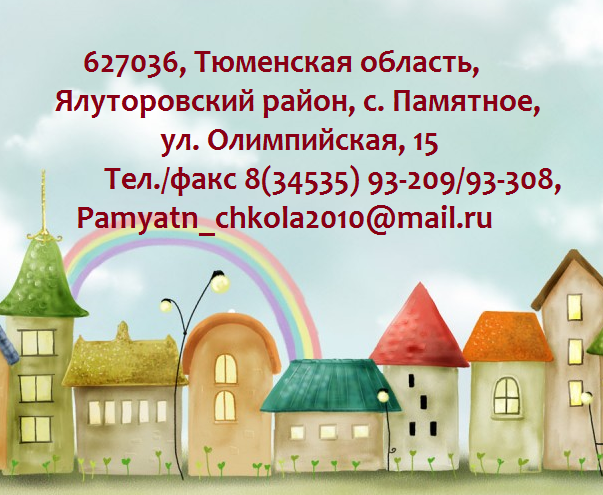 627036, Тюменская область,
Ялуторовский район, с. Памятное,
ул. Олимпийская, 15
Тел./факс 8(34535) 93-209/93-308,
Pamyatn_chkola2010@mail.ru